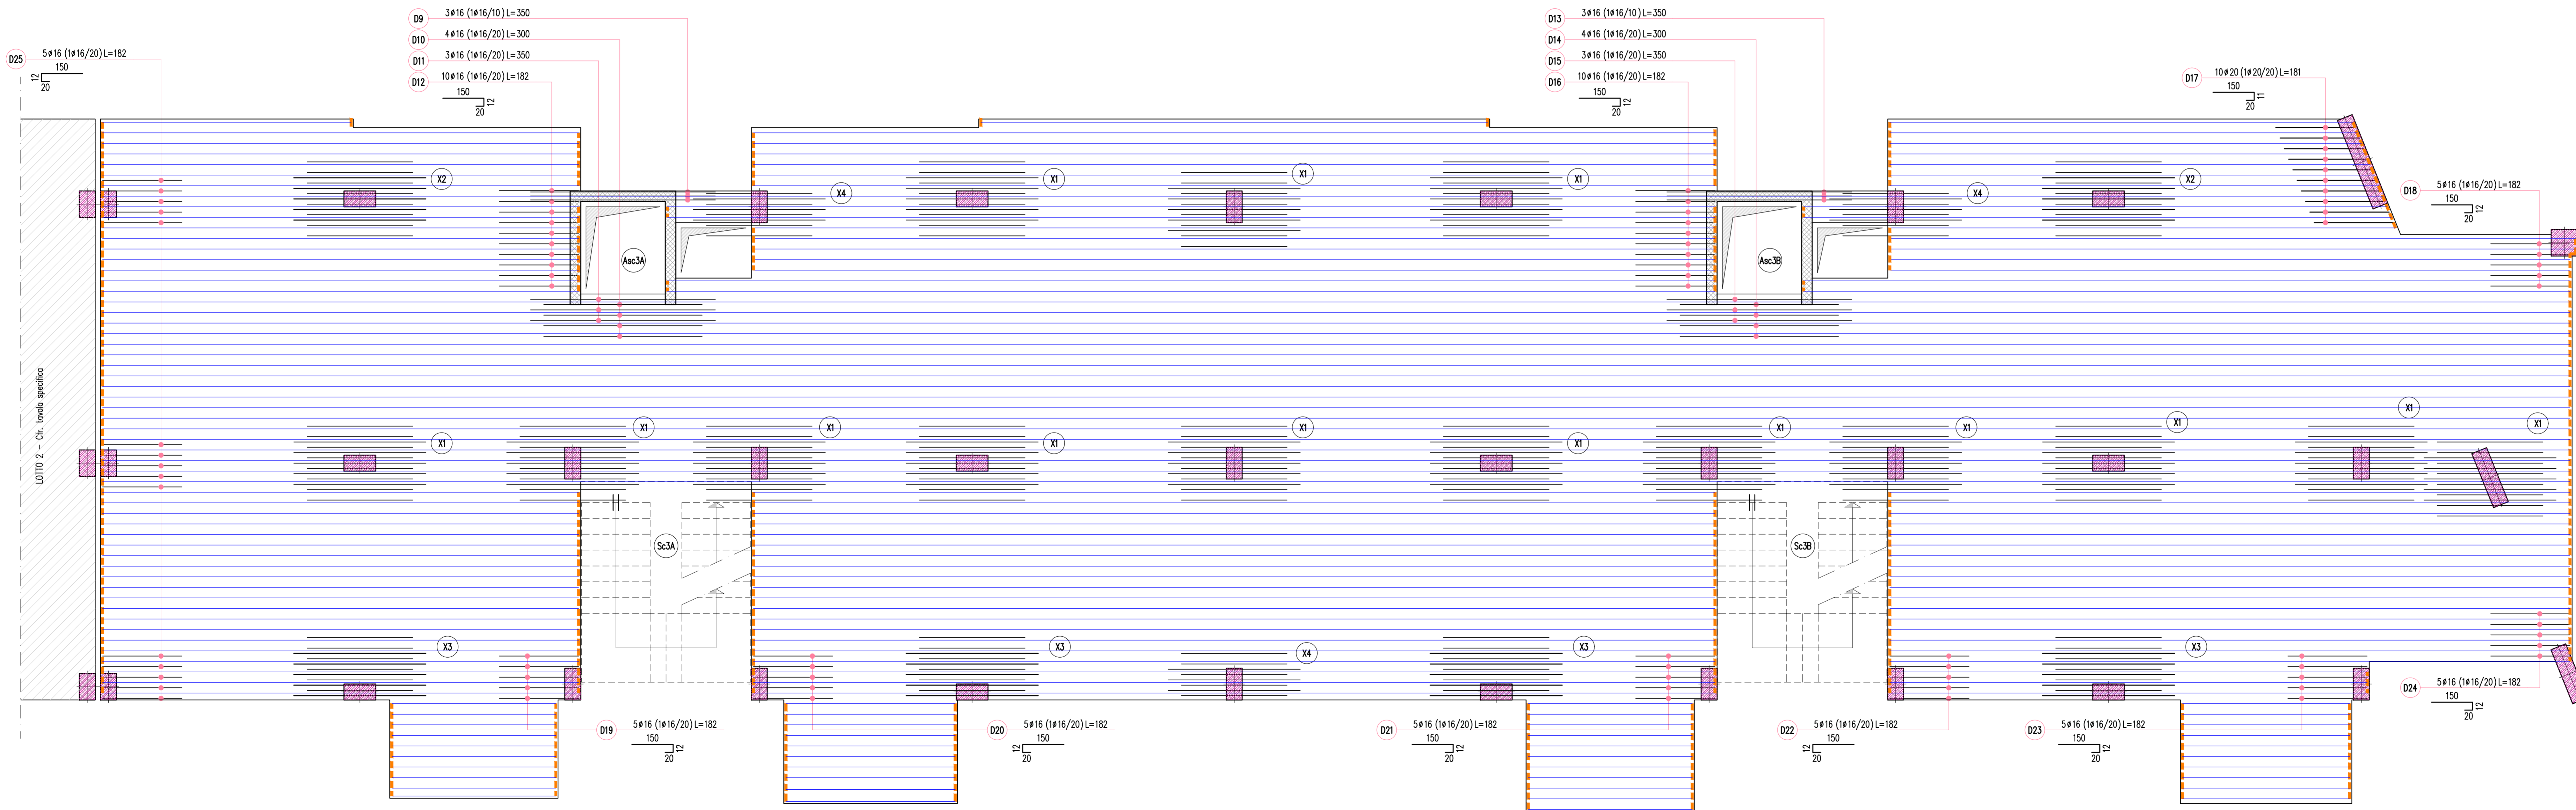 D9 3ø16 (1ø16/10) L=350
D10 4ø16 (1ø16/20) L=300
D11 3ø16 (1ø16/20) L=350
D12 10ø16 (1ø16/20) L=182
150
20
12
D25 5ø16 (1ø16/20) L=182
150
12
20
D13 3ø16 (1ø16/10) L=350
D14 4ø16 (1ø16/20) L=300
D15 3ø16 (1ø16/20) L=350
D16 10ø16 (1ø16/20) L=182
150
20
12
D17 10ø20 (1ø20/20) L=181
150
20
11
D18 5ø16 (1ø16/20) L=182
150
20
12
X2
X4
X1
X1
X1
X4
X2
Asc3A
Asc3B
LOTTO 2 - Cfr. tavola specifica
X1
X1
X1
X1
X1
X1
X1
X1
X1
X1
X1
Sc3A
Sc3B
X3
X3
X4
X3
X3
D24 5ø16 (1ø16/20) L=182
150
20
12
D19 5ø16 (1ø16/20) L=182
150
20
12
D20 5ø16 (1ø16/20) L=182
150
12
20
D21 5ø16 (1ø16/20) L=182
150
20
12
D22 5ø16 (1ø16/20) L=182
150
12
20
D23 5ø16 (1ø16/20) L=182
150
20
12